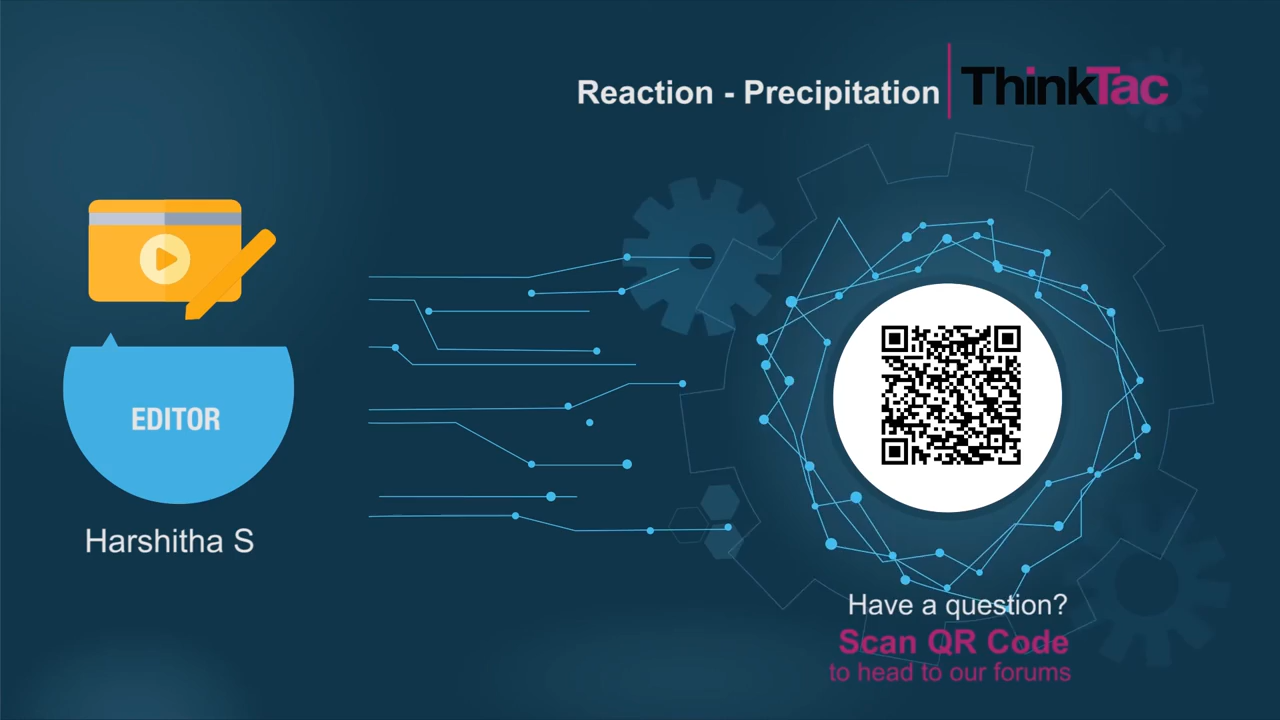 Reaction - Precipitation
ThinkTac
EDITOR
Harshitha S
Have a question?
Scan QR Code
to head to our forums